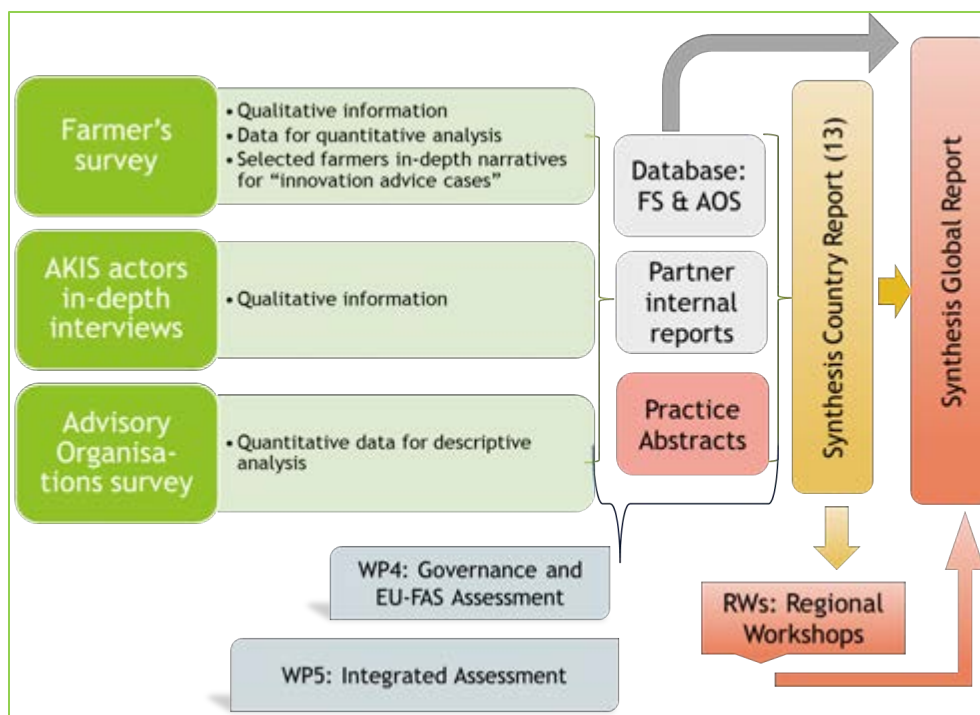 Farmer's
survey
• Qualitative information
• Data for quantitative analysis
• Selected farmers in-depth narratives
for “innovation advice cases”
AKIS actors
in-depth
interviews
• Qualitative information
Advisory
Organisa-
tions survey
• Quantitative data for descriptive
analysis
Database:
FS & AOS
Partner
internal
reports
Practice
Abstracts
Synthesis Country Report (13)
Synthesis Global Report
WP4: Governance and
EU-FAS Assessment
RWs: Regional
Workshops
WP5: Integrated Assessment